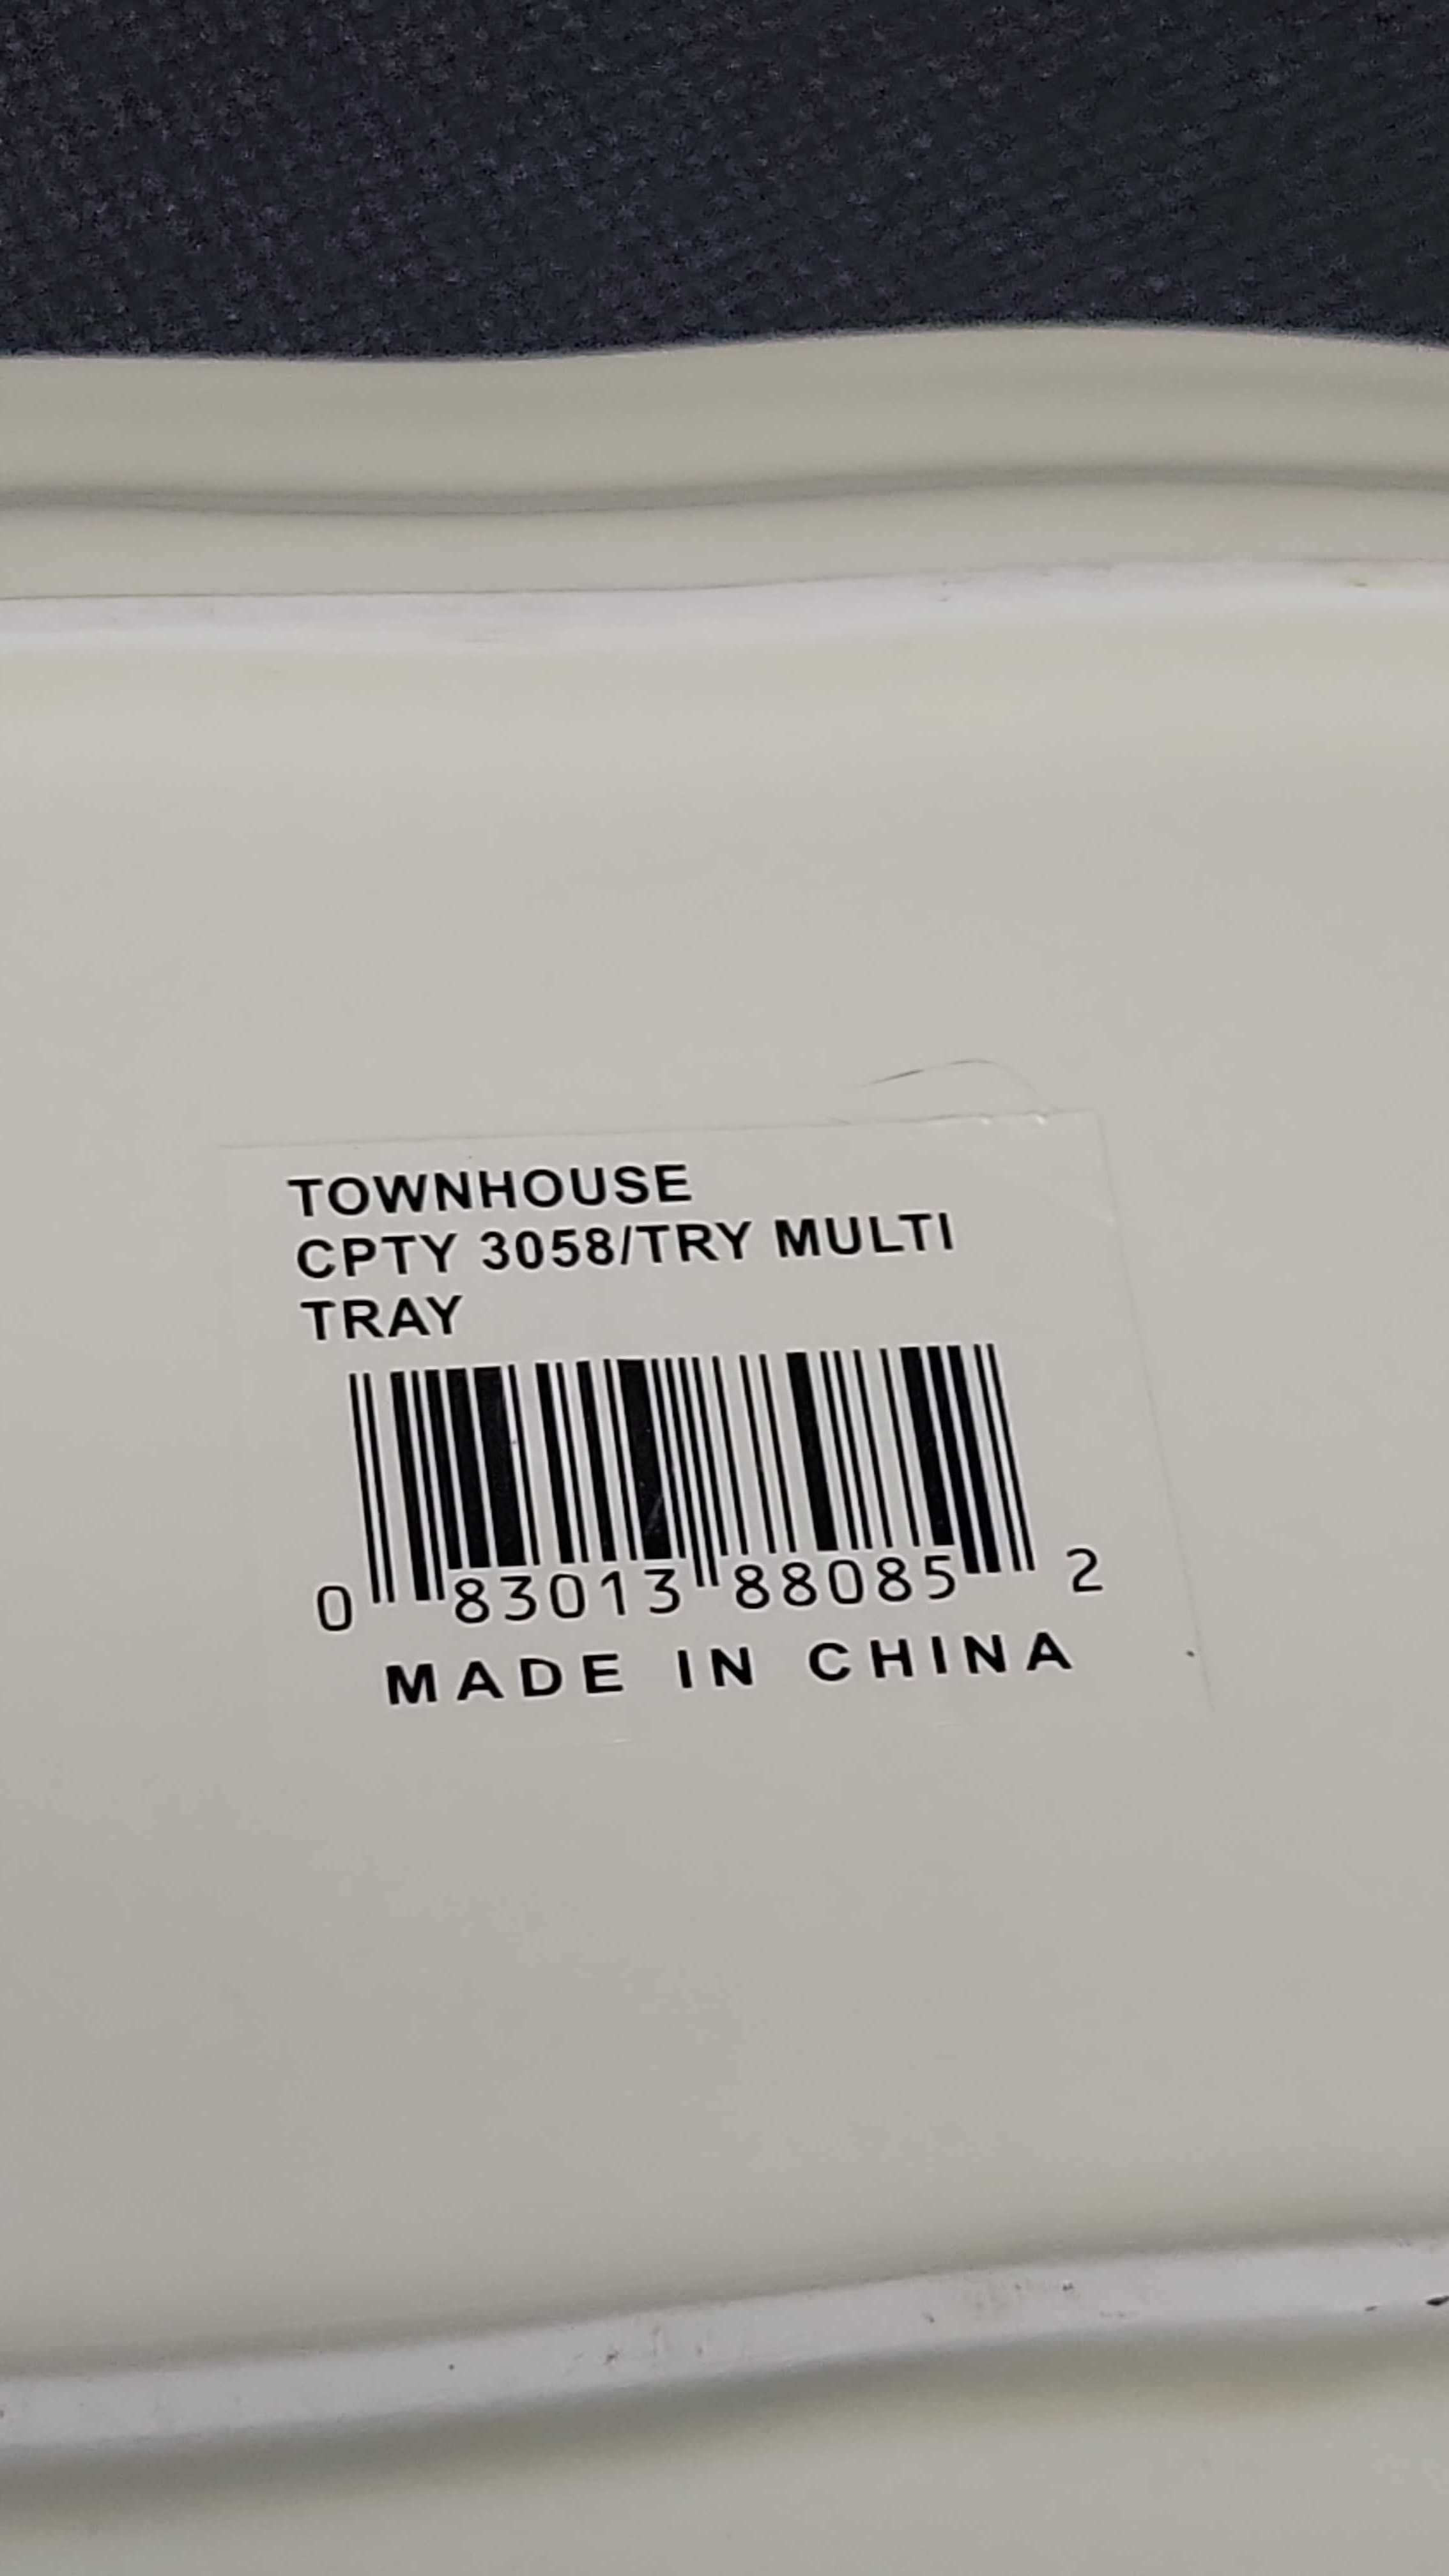 TOWNHOUSE
CPTY 3058/TRY MULTI
TRAY
0 83013 88085 2
MADE IN CHINA